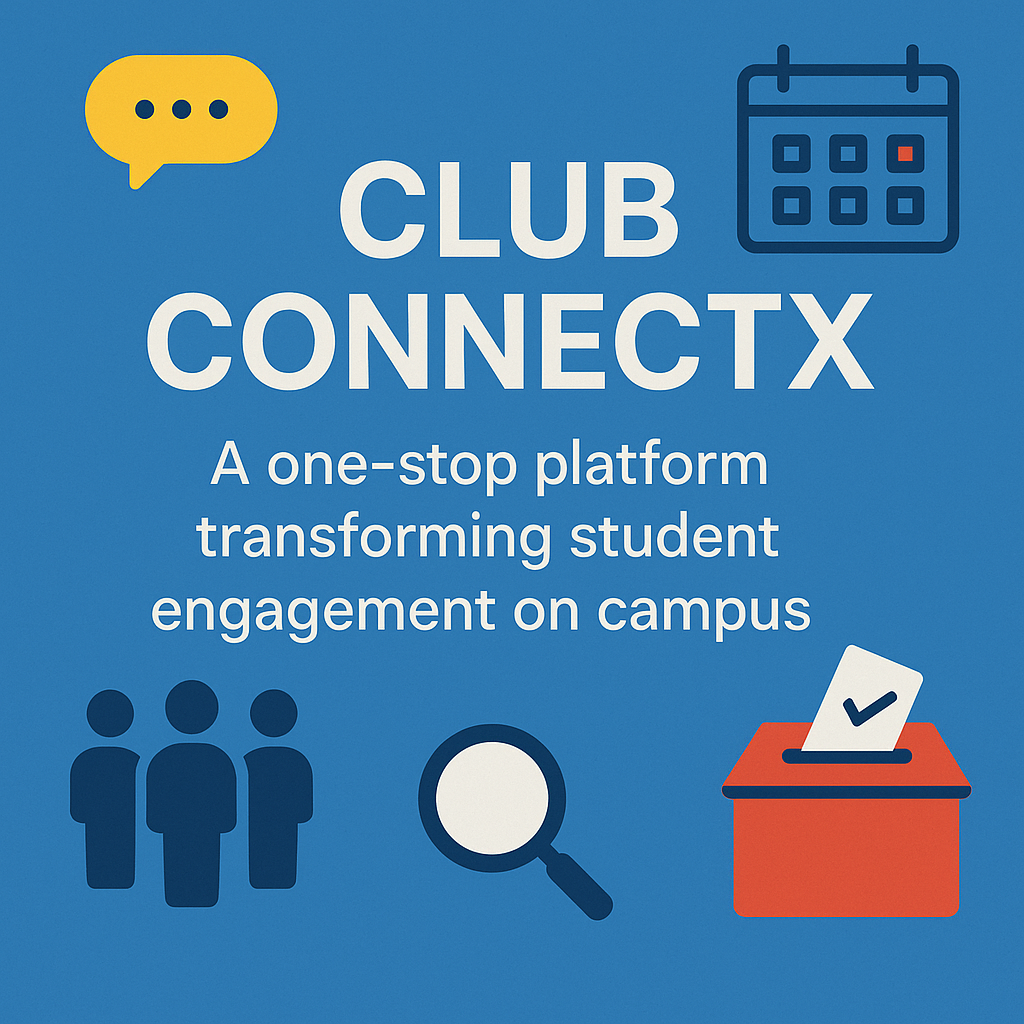 CLUB
CONNECTX
A one-stop platform
transforming student
engagement on campus